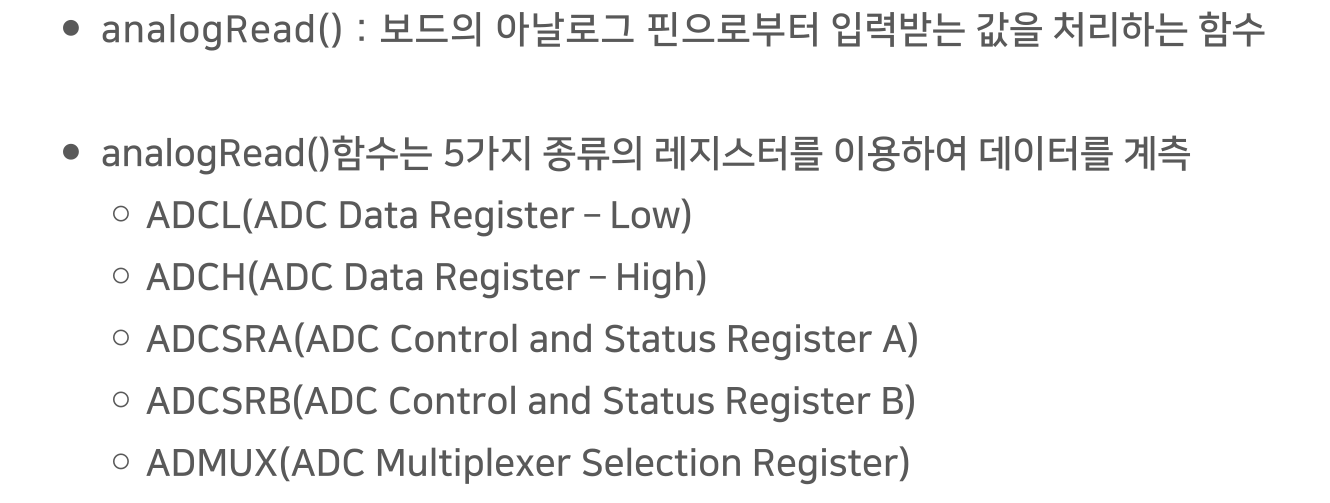 • analogRead() : 보드의 아날로그 핀으로부터 입력받는 값을 처리하는 함수
• analogRead()함수는 5가지 종류의 레지스터를 이용하여 데이터를 계측
○ ADCL(ADC Data Register – Low)
○ ADCH(ADC Data Register – High)
○ ADCSRA(ADC Control and Status Register A)
○ ADCSRB(ADC Control and Status Register B)
○ ADMUX(ADC Multiplexer Selection Register)